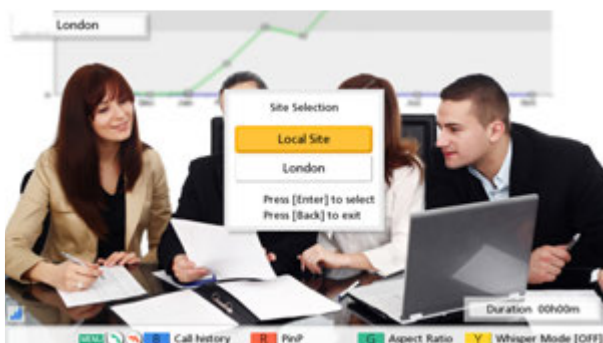 London
Site Selection
Local Site
London
Press [Enter] to select
Press [Back] to exit
Duration 00h00m
MENU B Call history R PinP G Aspect Ratio Y Whisper Mode [OFF]